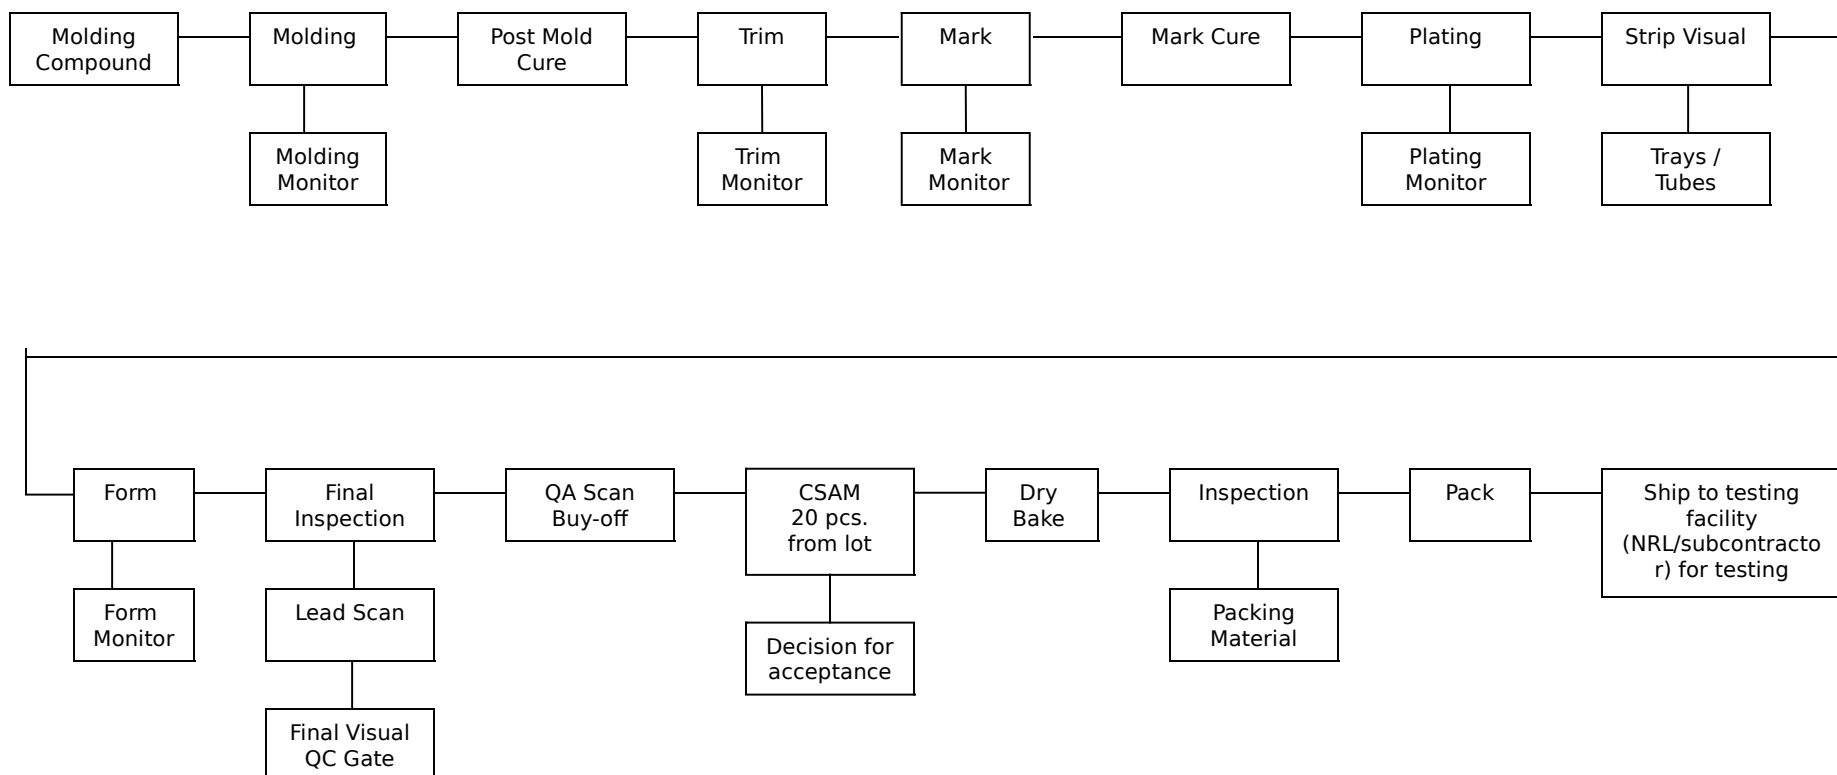 Molding
Compound
Molding
Post Mold
Cure
Trim
Mark
Mark Cure
Plating
Strip Visual
Molding
Monitor
Trim
Monitor
Mark
Monitor
Plating
Monitor
Trays /
Tubes
Form
Final
Inspection
QA Scan
Buy-off
CSAM
20 pcs.
from lot
Dry
Bake
Inspection
Pack
Ship to testing
facility
(NRL/subcontracto
r) for testing
Form
Monitor
Lead Scan
Decision for
acceptance
Packing
Material
Final Visual
QC Gate